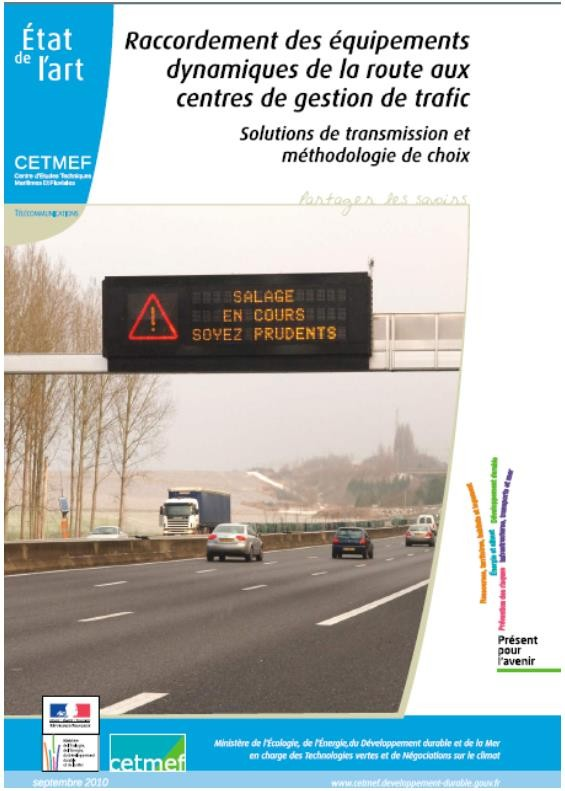 État
de l'art
CETMEF
Centre d'Études Techniques
Maritimes Et Fluviales
TÉLÉCOMMUNICATIONS
Raccordement des équipements
dynamiques de la route aux
centres de gestion de trafic
Solutions de transmission et
méthodologie de choix
Partager les savoirs
SALAGE
EN COURS
SOYEZ PRUDENTS
Ressources, territoires, habitats et logement
Énergie et climat Développement durable
Prévention des risques Infrastructures, transports et mer
Présent
pour
l'avenir
cetmef
Ministère de l'Écologie, de l'Énergie, du Développement durable et de la Mer
en charge des Technologies vertes et de Négociations sur le climat
septembre 2010
www.cetmef.developpement-durable.gouv.fr